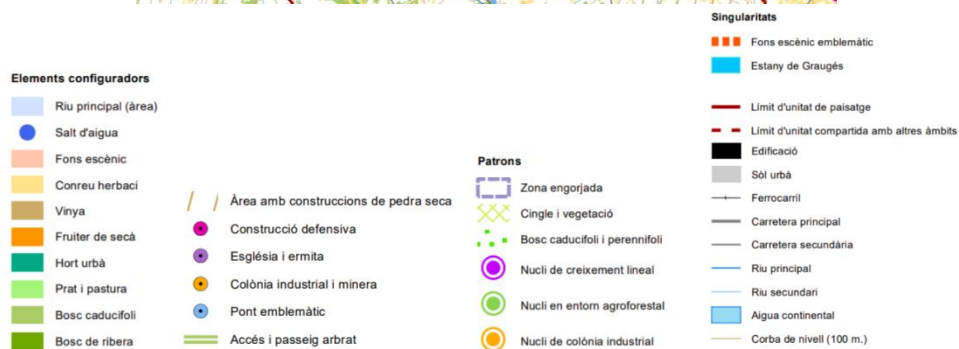 Elements configuradors
Riu principal (àrea)
Salt d'aigua
Fons escènic
Conreu herbaci
Vinya
Fruiter de secà
Hort urbà
Prat i pastura
Bosc caducifoli
Bosc de ribera
Àrea amb construccions de pedra seca
Construcció defensiva
Església i ermita
Colònia industrial i minera
Pont emblemàtic
Accés i passeig arbrat
Patrons
Zona engorjada
Cingle i vegetació
Bosc caducifoli i perennifoli
Nucli de creixement lineal
Nucli en entorn agroforestal
Nucli de colònia industrial
Singularitats
Fons escènic emblemàtic
Estany de Graugés
Límit d'unitat de paisatge
Límit d'unitat compartida amb altres àmbits
Edificació
Sòl urbà
Ferrocarril
Carretera principal
Carretera secundària
Riu principal
Riu secundari
Aigua continental
Corba de nivell (100 m.)